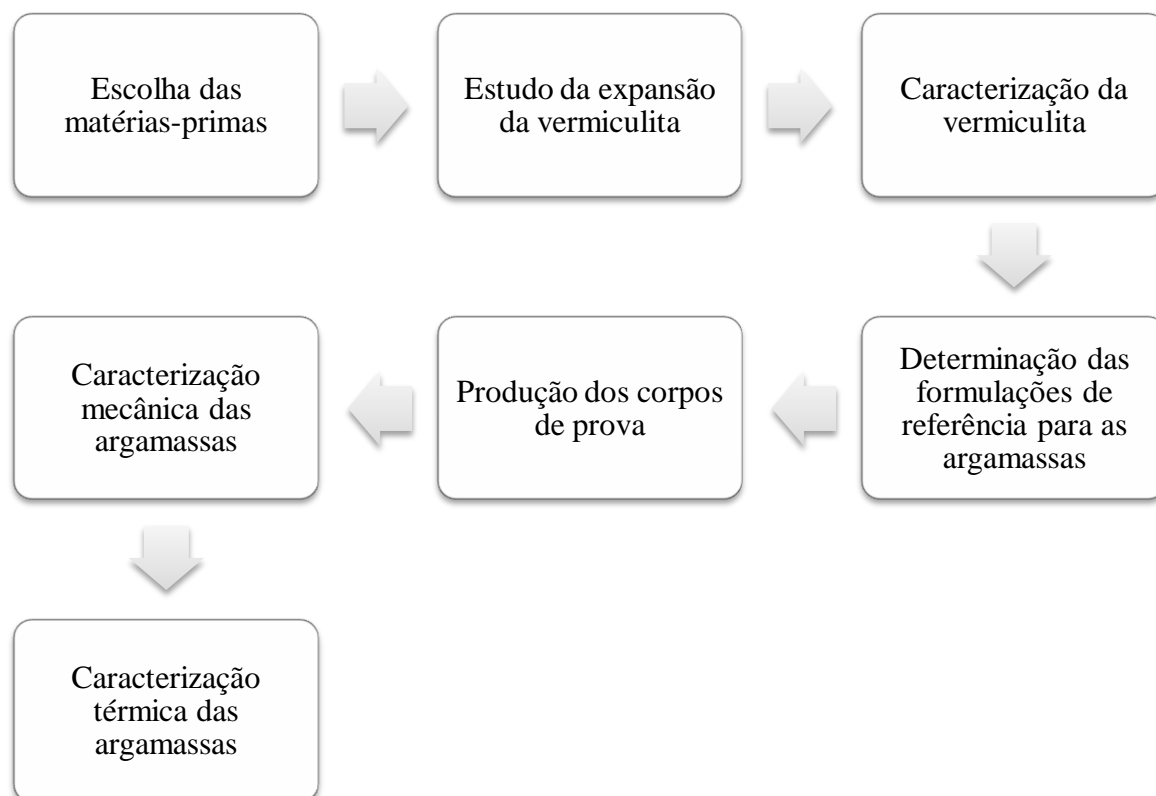 Escolha das
matérias-primas
Estudo da expansão
da vermiculita
Caracterização da
vermiculita
Determinação das
formulações de
referência para as
argamassas
Produção dos corpos
de prova
Caracterização
mecânica das
argamassas
Caracterização
térmica das
argamassas